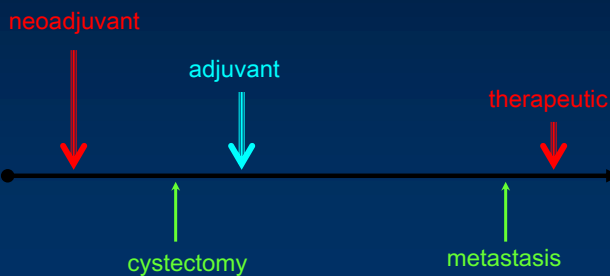 neoadjuvant
adjuvant
therapeutic
cystectomy
metastasis